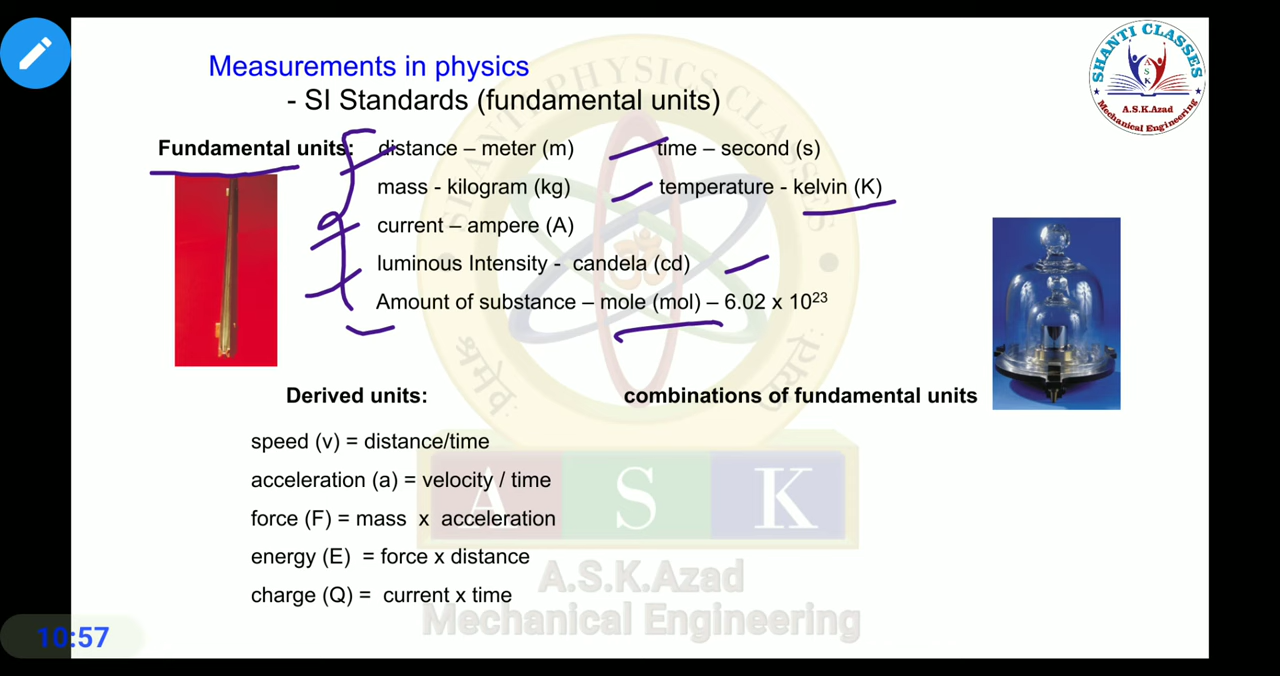 Measurements in physics
- SI Standards (fundamental units)
Fundamental units: distance – meter (m) time – second (s)
mass - kilogram (kg) temperature - kelvin (K)
current – ampere (A)
luminous Intensity - candela (cd)
Amount of substance – mole (mol) – 6.02 x 10²³
Derived units: combinations of fundamental units
speed (v) = distance/time
acceleration (a) = velocity / time
force (F) = mass x acceleration
energy (E) = force x distance
charge (Q) = current x time
10:57
SHANTI CLASSES
A S K
A.S.K.Azad
Mechanical Engineering
SHANTI PHYSICS CLASSES
A S K
A.S.K.Azad
Mechanical Engineering